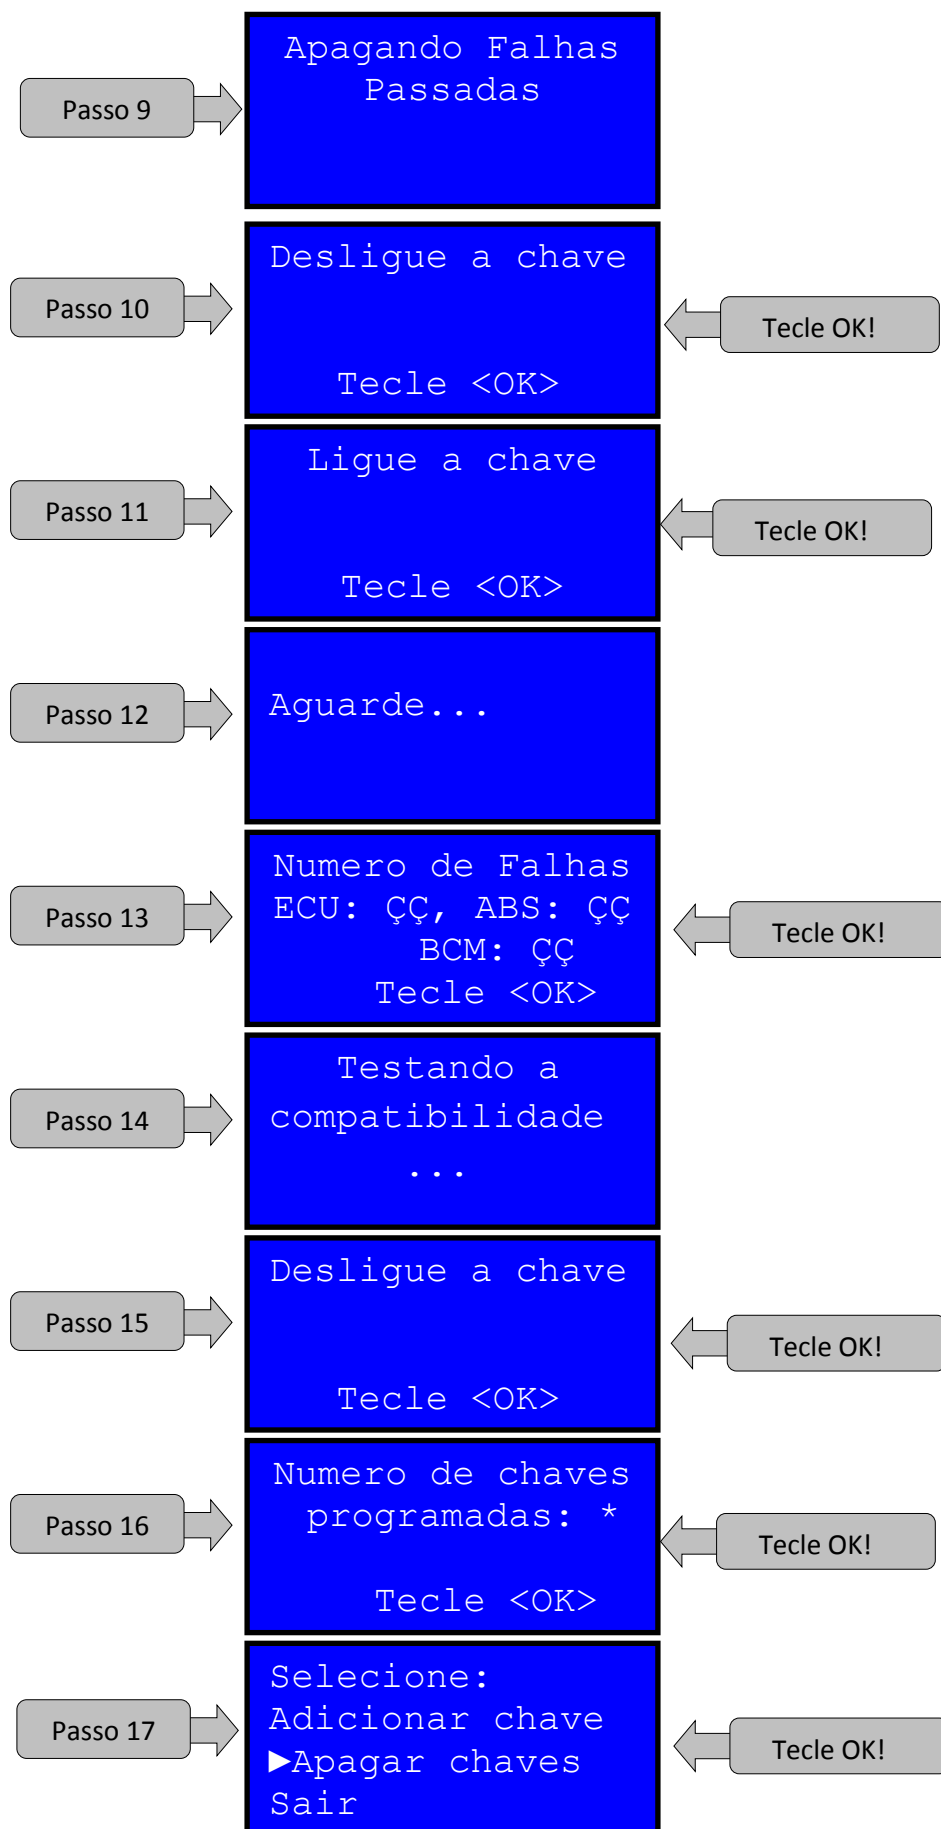 Passo 9
Apagando Falhas
Passadas
Passo 10
Desligue a chave
Tecle <OK>
Tecle OK!
Passo 11
Ligue a chave
Tecle <OK>
Tecle OK!
Passo 12
Aguarde...
Passo 13
Numero de Falhas
ECU: ÇÇ, ABS: ÇÇ
BCM: ÇÇ
Tecle <OK>
Tecle OK!
Passo 14
Testando a
compatibilidade
...
Passo 15
Desligue a chave
Tecle <OK>
Tecle OK!
Passo 16
Numero de chaves
programadas: *
Tecle <OK>
Tecle OK!
Passo 17
Selecione:
Adicionar chave
►Apagar chaves
Sair
Tecle OK!